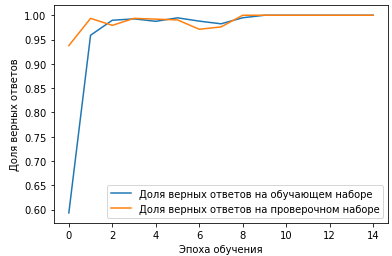 1.00
0.95
0.90
0.85
0.80
0.75
0.70
0.65
0.60
Доля верных ответов
Доля верных ответов на обучающем наборе
Доля верных ответов на проверочном наборе
0 2 4 6 8 10 12 14
Эпоха обучения